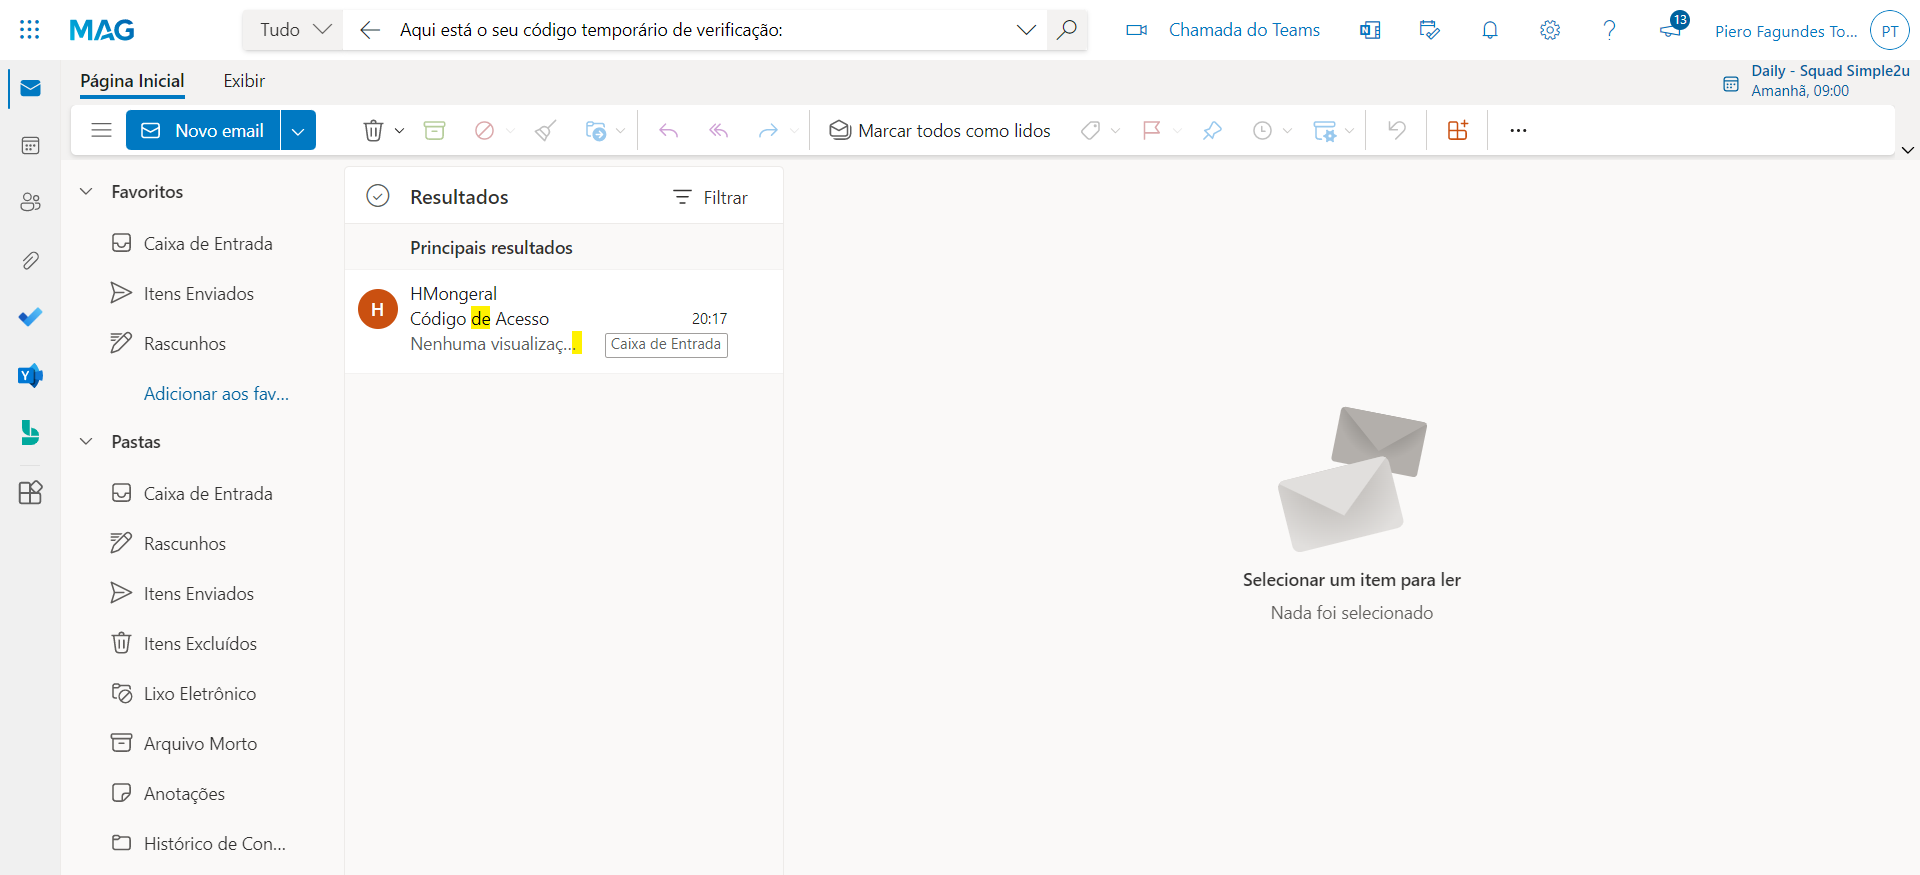 MAG
Tudo
Aqui está o seu código temporário de verificação:
Chamada do Teams
13
Piero Fagundes To...
PT
Página Inicial
Exibir
Daily - Squad Simple2u
Amanhã, 09:00
Novo email
Marcar todos como lidos
Favoritos
Caixa de Entrada
Itens Enviados
Rascunhos
Adicionar aos fav...
Pastas
Caixa de Entrada
Rascunhos
Itens Enviados
Itens Excluídos
Lixo Eletrônico
Arquivo Morto
Anotações
Histórico de Con...
Resultados
Filtrar
Principais resultados
H
HMongeral
Código de Acesso
20:17
Nenhuma visualizaç...
Caixa de Entrada
Selecionar um item para ler
Nada foi selecionado